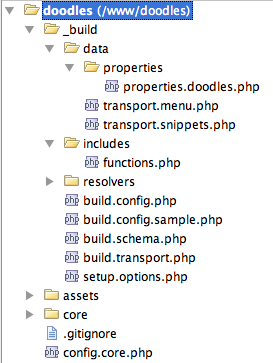 doodles (/www/doodles)
_build
data
properties
properties.doodles.php
transport.menu.php
transport.snippets.php
includes
functions.php
resolvers
build.config.php
build.config.sample.php
build.schema.php
build.transport.php
setup.options.php
assets
core
.gitignore
config.core.php